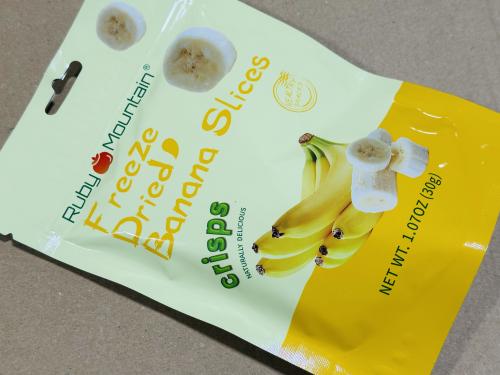 Ruby Mountain®
Freeze
Dried
Banana Slices
crisps
NATURALLY DELICIOUS
NET WT. 1.07OZ (30g)